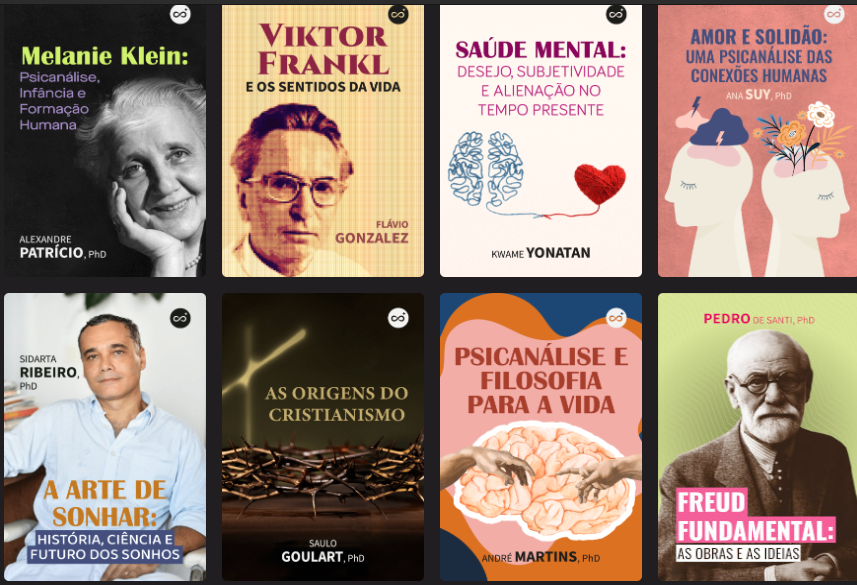 Melanie Klein:
Psicanálise,
Infância e
Formação
Humana
ALEXANDRE
PATRÍCIO, PhD
VIKTOR
FRANKL
E OS SENTIDOS DA VIDA
FLÁVIO
GONZALEZ
SAÚDE MENTAL:
DESEJO, SUBJETIVIDADE
E ALIENAÇÃO NO
TEMPO PRESENTE
KWAME YONATAN
AMOR E SOLIDÃO:
UMA PSICANÁLISE DAS
CONEXÕES HUMANAS
ANA SUY, PhD
SIDARTA
RIBEIRO,
PhD
A ARTE DE
SONHAR:
HISTÓRIA, CIÊNCIA E
FUTURO DOS SONHOS
AS ORIGENS DO
CRISTIANISMO
SAULO
GOULART, PhD
PSICANÁLISE E
FILOSOFIA
PARA A VIDA
ANDRÉ MARTINS, PhD
PEDRO DE SANTI, PhD
FREUD
FUNDAMENTAL:
AS OBRAS E AS IDEIAS